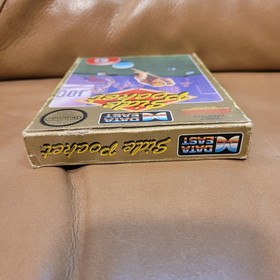 Side
Pocket
DATA
EAST
Side Pocket
DATA
EAST